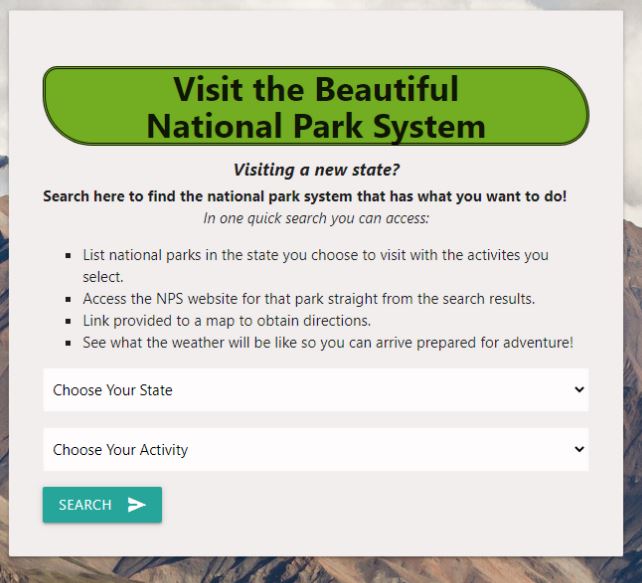 Visit the Beautiful
National Park System
Visiting a new state?
Search here to find the national park system that has what you want to do!
In one quick search you can access:
List national parks in the state you choose to visit with the activites you
select.
Access the NPS website for that park straight from the search results.
Link provided to a map to obtain directions.
See what the weather will be like so you can arrive prepared for adventure!
Choose Your State
Choose Your Activity
SEARCH